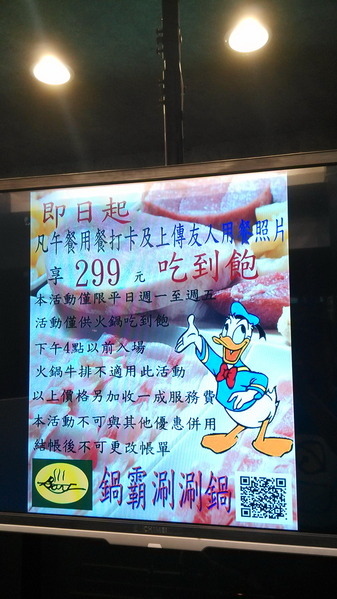 即日起
凡午餐用餐打卡及上傳友人用餐照片
享 299 元 吃到飽
本活動僅限平日週一至週五
活動僅供火鍋吃到飽
下午4點以前入場
火鍋牛排不適用此活動
以上價格另加收一成服務費
本活動不可與其他優惠併用
結帳後不可更改帳單
鍋霸涮涮鍋